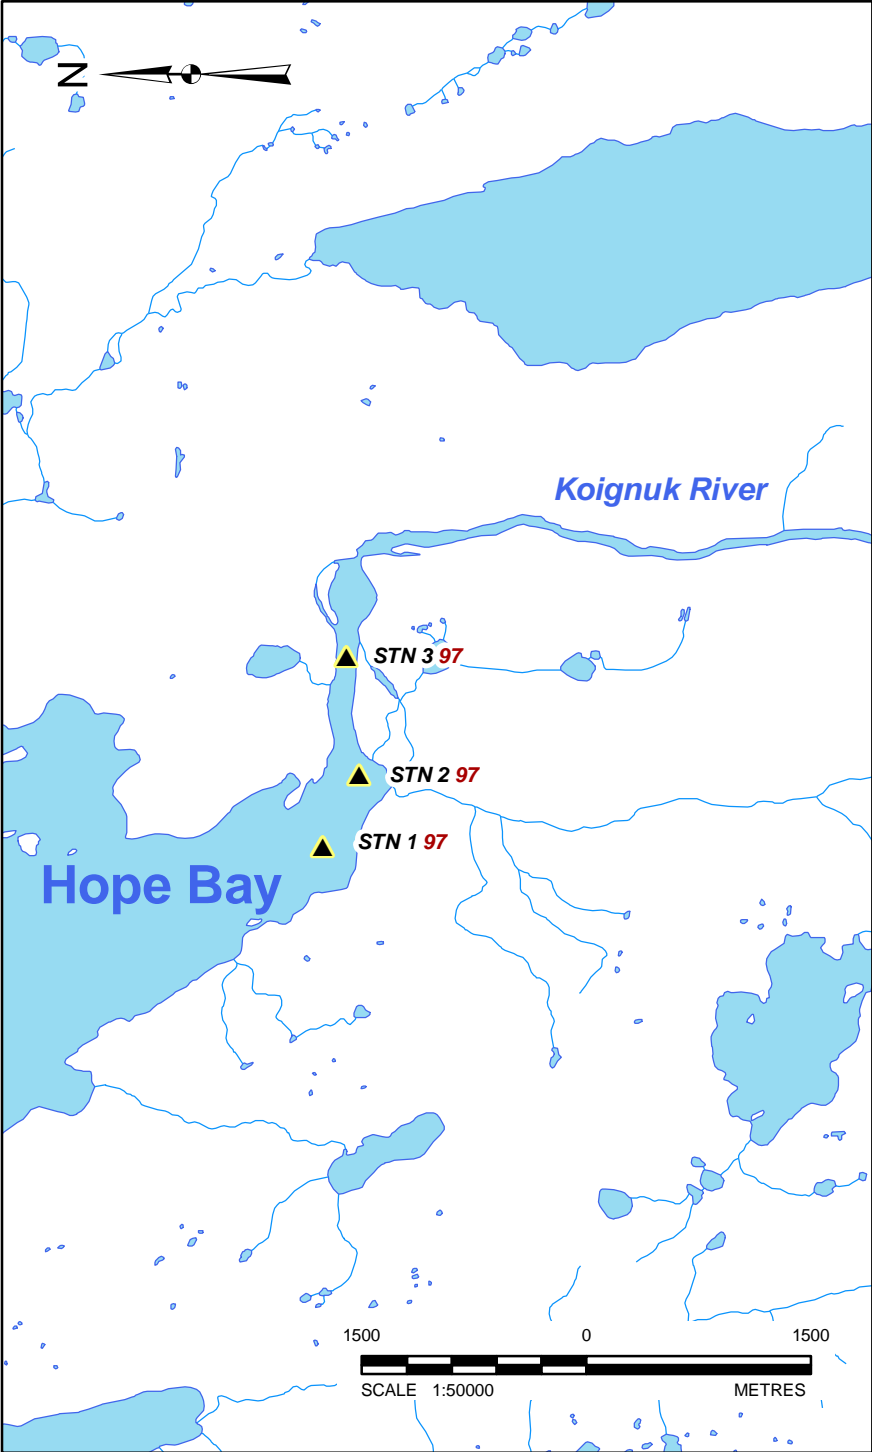 N
Koignuk River
STN 3 97
STN 2 97
STN 1 97
Hope Bay
1500 0 1500
SCALE 1:50000 METRES